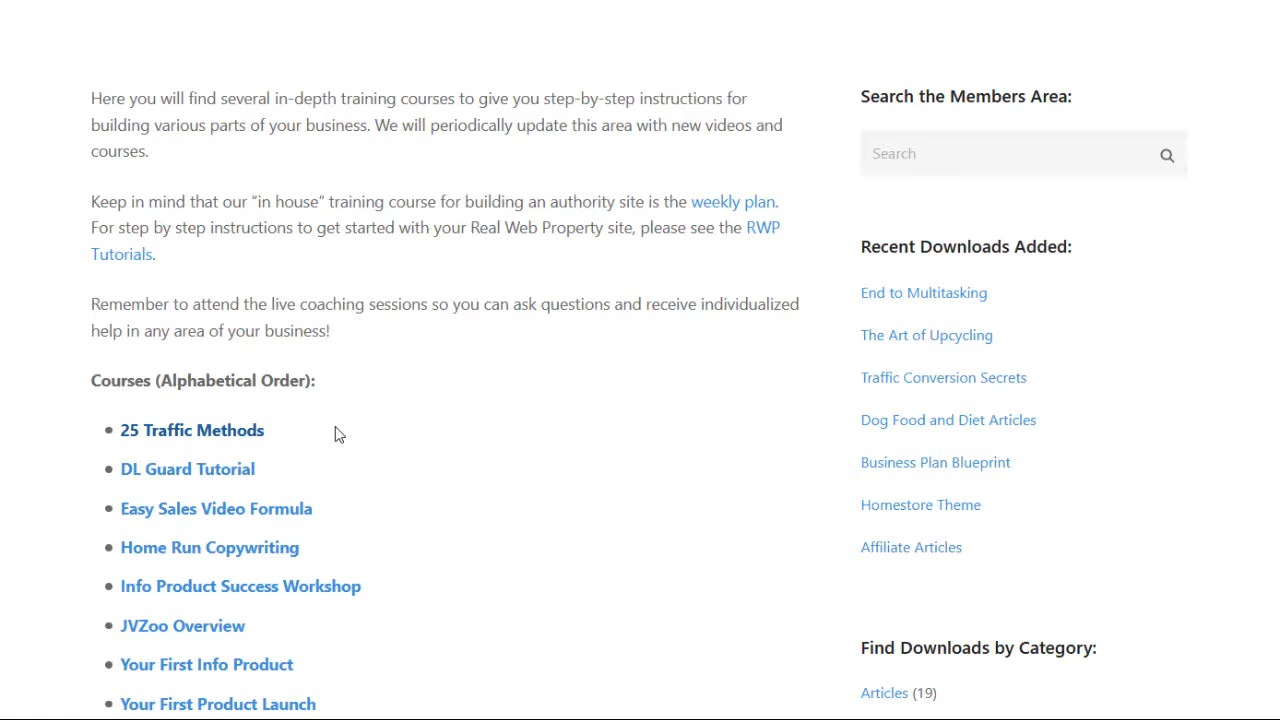 Here you will find several in-depth training courses to give you step-by-step instructions for
building various parts of your business. We will periodically update this area with new videos and
courses.
Keep in mind that our “in house” training course for building an authority site is the weekly plan.
For step by step instructions to get started with your Real Web Property site, please see the RWP
Tutorials.
Remember to attend the live coaching sessions so you can ask questions and receive individualized
help in any area of your business!
Courses (Alphabetical Order):
25 Traffic Methods
DL Guard Tutorial
Easy Sales Video Formula
Home Run Copywriting
Info Product Success Workshop
JVZoo Overview
Your First Info Product
Your First Product Launch
Search the Members Area:
Search
Recent Downloads Added:
End to Multitasking
The Art of Upcycling
Traffic Conversion Secrets
Dog Food and Diet Articles
Business Plan Blueprint
Homestore Theme
Affiliate Articles
Find Downloads by Category:
Articles (19)